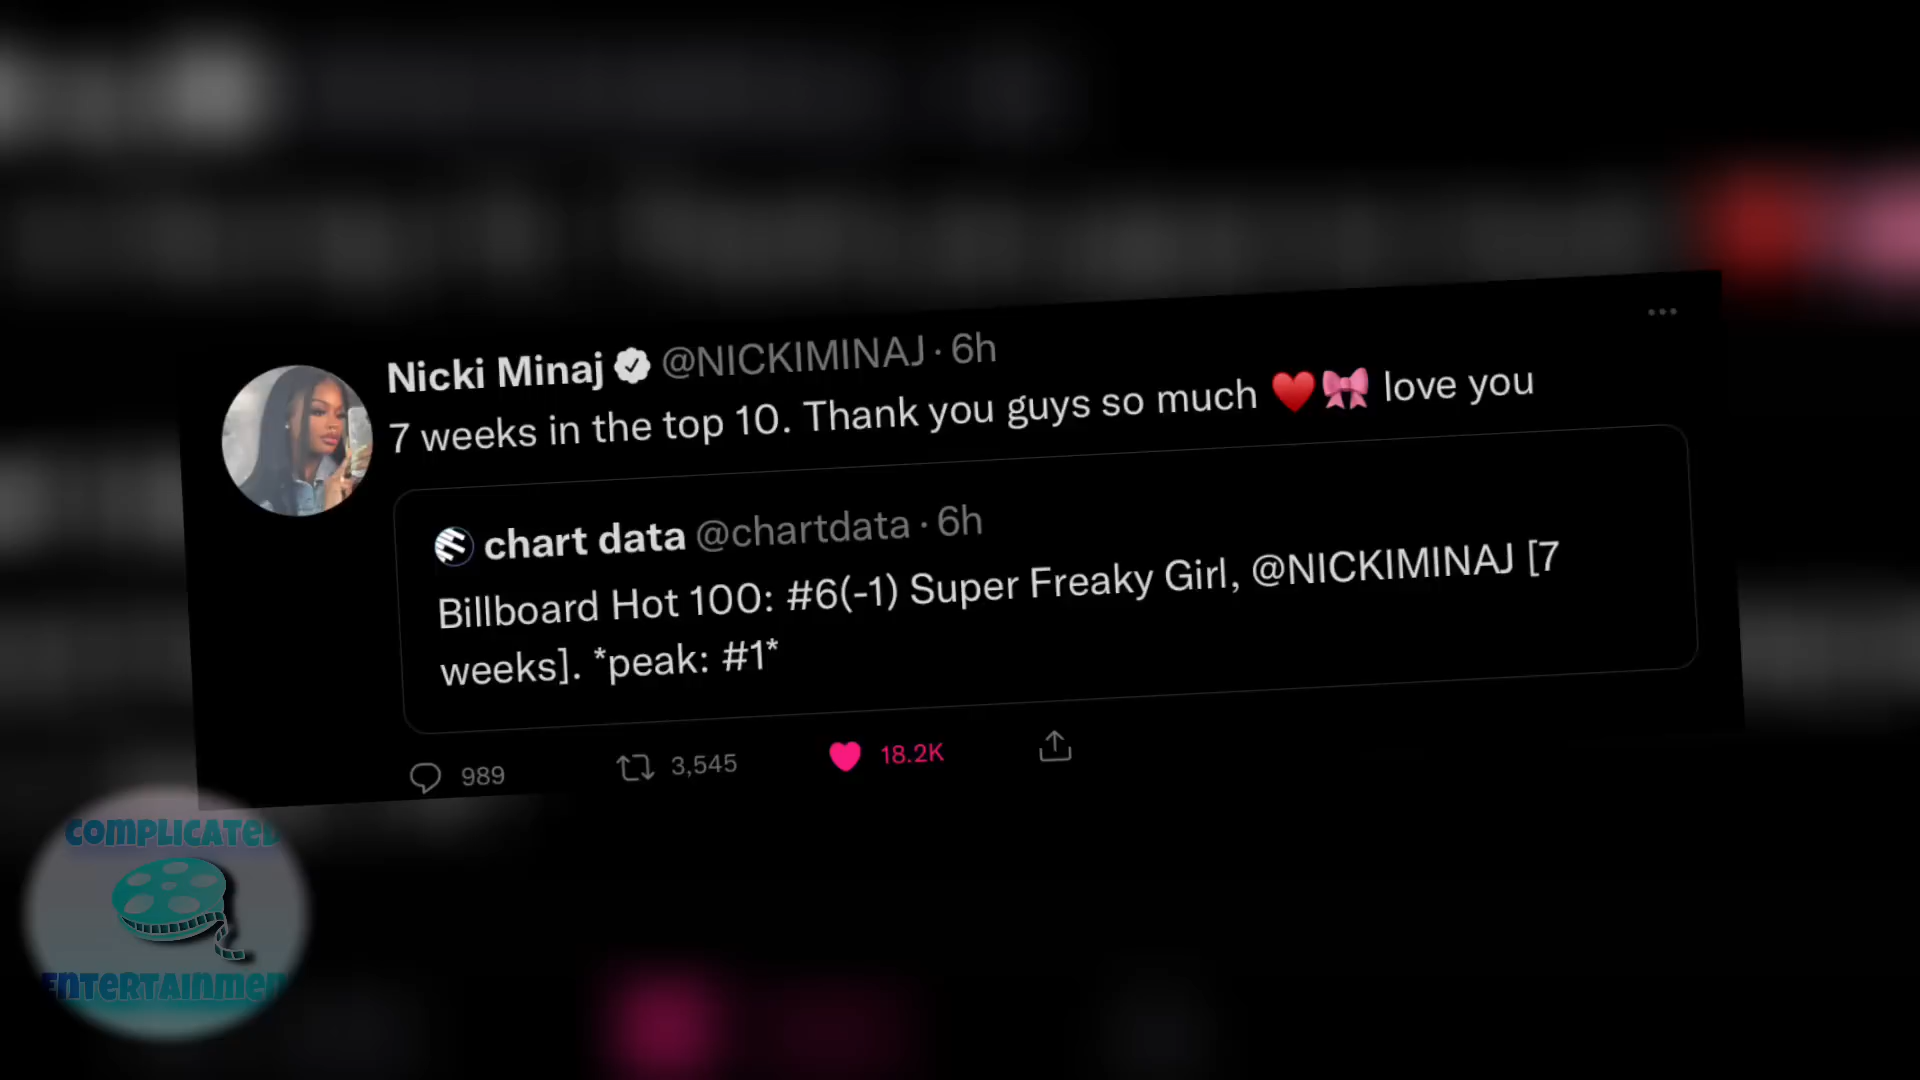 Nicki Minaj @NICKIMINAJ · 6h
7 weeks in the top 10. Thank you guys so much ❤️🎀 love you
chart data @chartdata · 6h
Billboard Hot 100: #6(-1) Super Freaky Girl, @NICKIMINAJ [7
weeks]. *peak: #1*
989 3,545 18.2K
COMPLICATED
ENTERTAINMEN